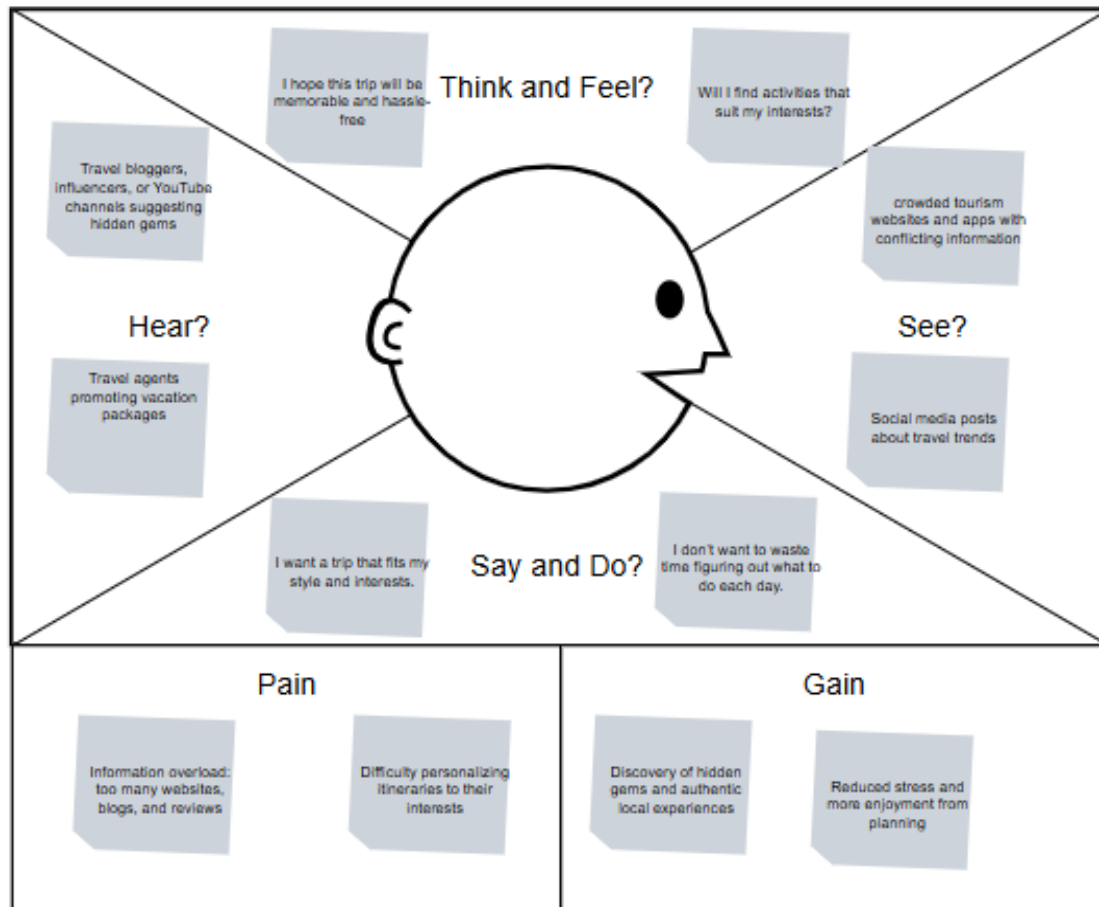 Think and Feel?
I hope this trip will be
memorable and hassle-
free
Will I find activities that
suit my interests?
Travel bloggers,
influencers, or YouTube
channels suggesting
hidden gems
crowded tourism
websites and apps with
conflicting information
Hear?
See?
Travel agents
promoting vacation
packages
Social media posts
about travel trends
I want a trip that fits my
style and interests.
Say and Do?
I don't want to waste
time figuring out what to
do each day.
Pain
Gain
Information overload:
too many websites,
blogs, and reviews
Difficulty personalizing
itineraries to their
interests
Discovery of hidden
gems and authentic
local experiences
Reduced stress and
more enjoyment from
planning